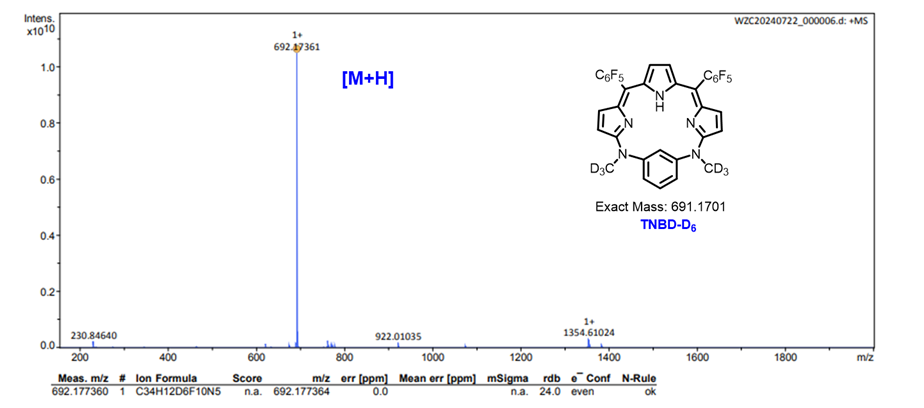 Intens.
x10¹⁰
WZC20240722_000006.d: +MS
1+
692.17361
[M+H]
1.0
0.8
0.6
0.4
0.2
0.0
C₆F₅
C₆F₅
N
H
N
N
N
N
D₃C
CD₃
Exact Mass: 691.1701
TNBD-D₆
230.84640
922.01035
1+
1354.61024
200 400 600 800 1000 1200 1400 1600 1800 m/z
Meas. m/z # Ion Formula Score m/z err [ppm] Mean err [ppm] mSigma rdb e⁻ Conf N-Rule
692.177360 1 C34H12D6F10N5 n.a. 692.177364 0.0 n.a. 24.0 even ok